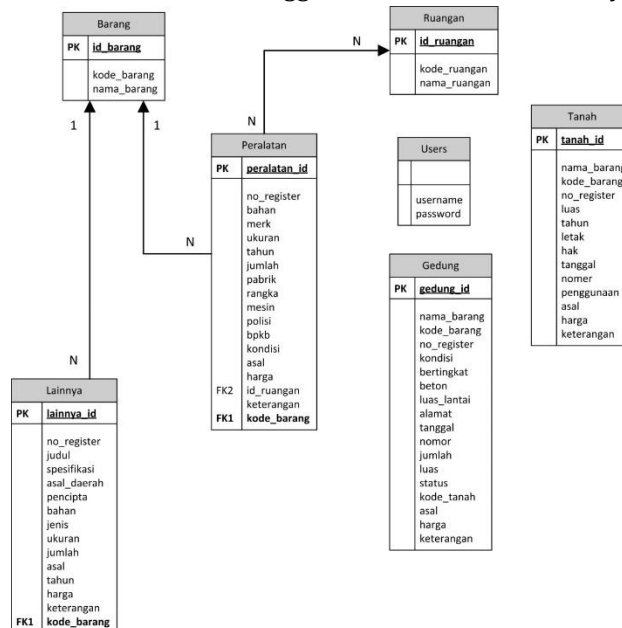 Barang
PK id_barang
kode_barang
nama_barang
1
1
N
N
Ruangan
PK id_ruangan
kode_ruangan
nama_ruangan
N
N
Peralatan
PK peralatan_id
no_register
bahan
merk
ukuran
tahun
jumlah
pabrik
rangka
mesin
polisi
bpkb
kondisi
asal
harga
FK2 id_ruangan
keterangan
FK1 kode_barang
Users
username
password
Tanah
PK tanah_id
nama_barang
kode_barang
no_register
luas
tahun
letak
hak
tanggal
nomer
penggunaan
asal
harga
keterangan
Gedung
PK gedung_id
nama_barang
kode_barang
no_register
kondisi
bertingkat
beton
luas_lantai
alamat
tanggal
nomor
jumlah
luas
status
kode_tanah
asal
harga
keterangan
Lainnya
PK lainnya_id
no_register
judul
spesifikasi
asal_daerah
pencipta
bahan
jenis
ukuran
jumlah
asal
tahun
harga
keterangan
FK1 kode_barang